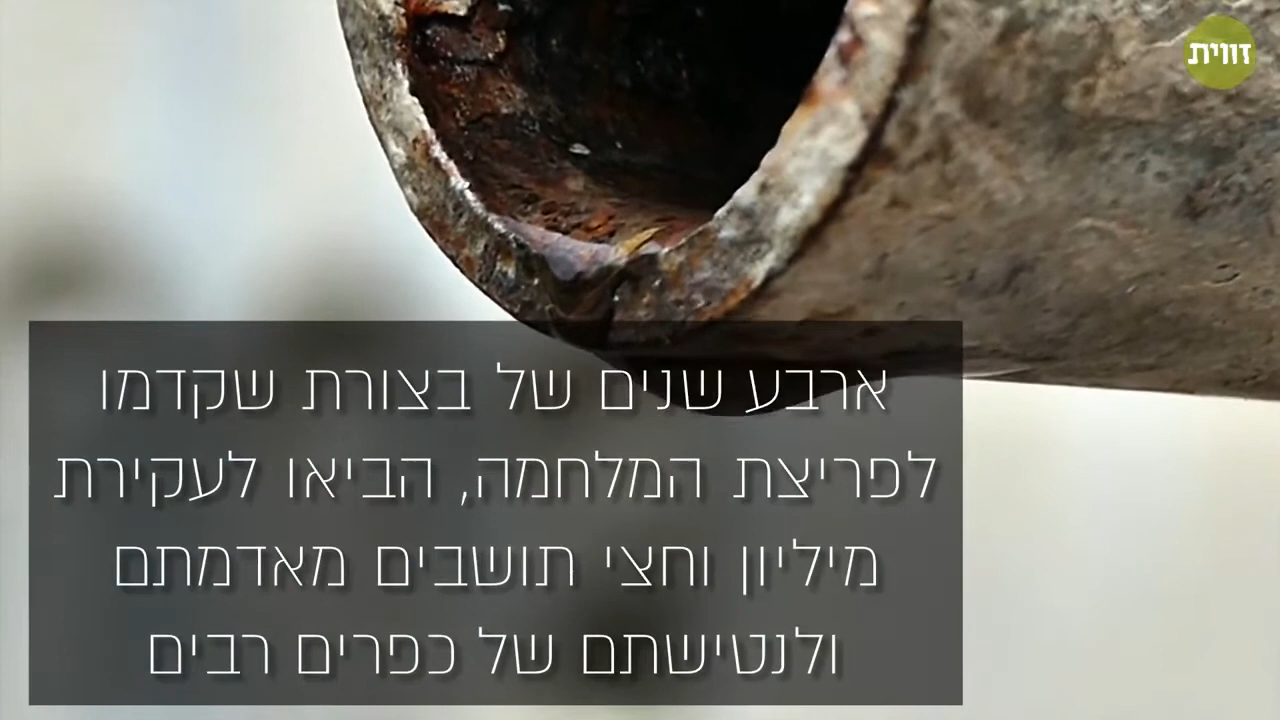 זווית
ארבע שנים של בצורת שקדמו
לפריצת המלחמה, הביאו לעקירת
מיליון וחצי תושבים מאדמתם
ולנטישתם של כפרים רבים